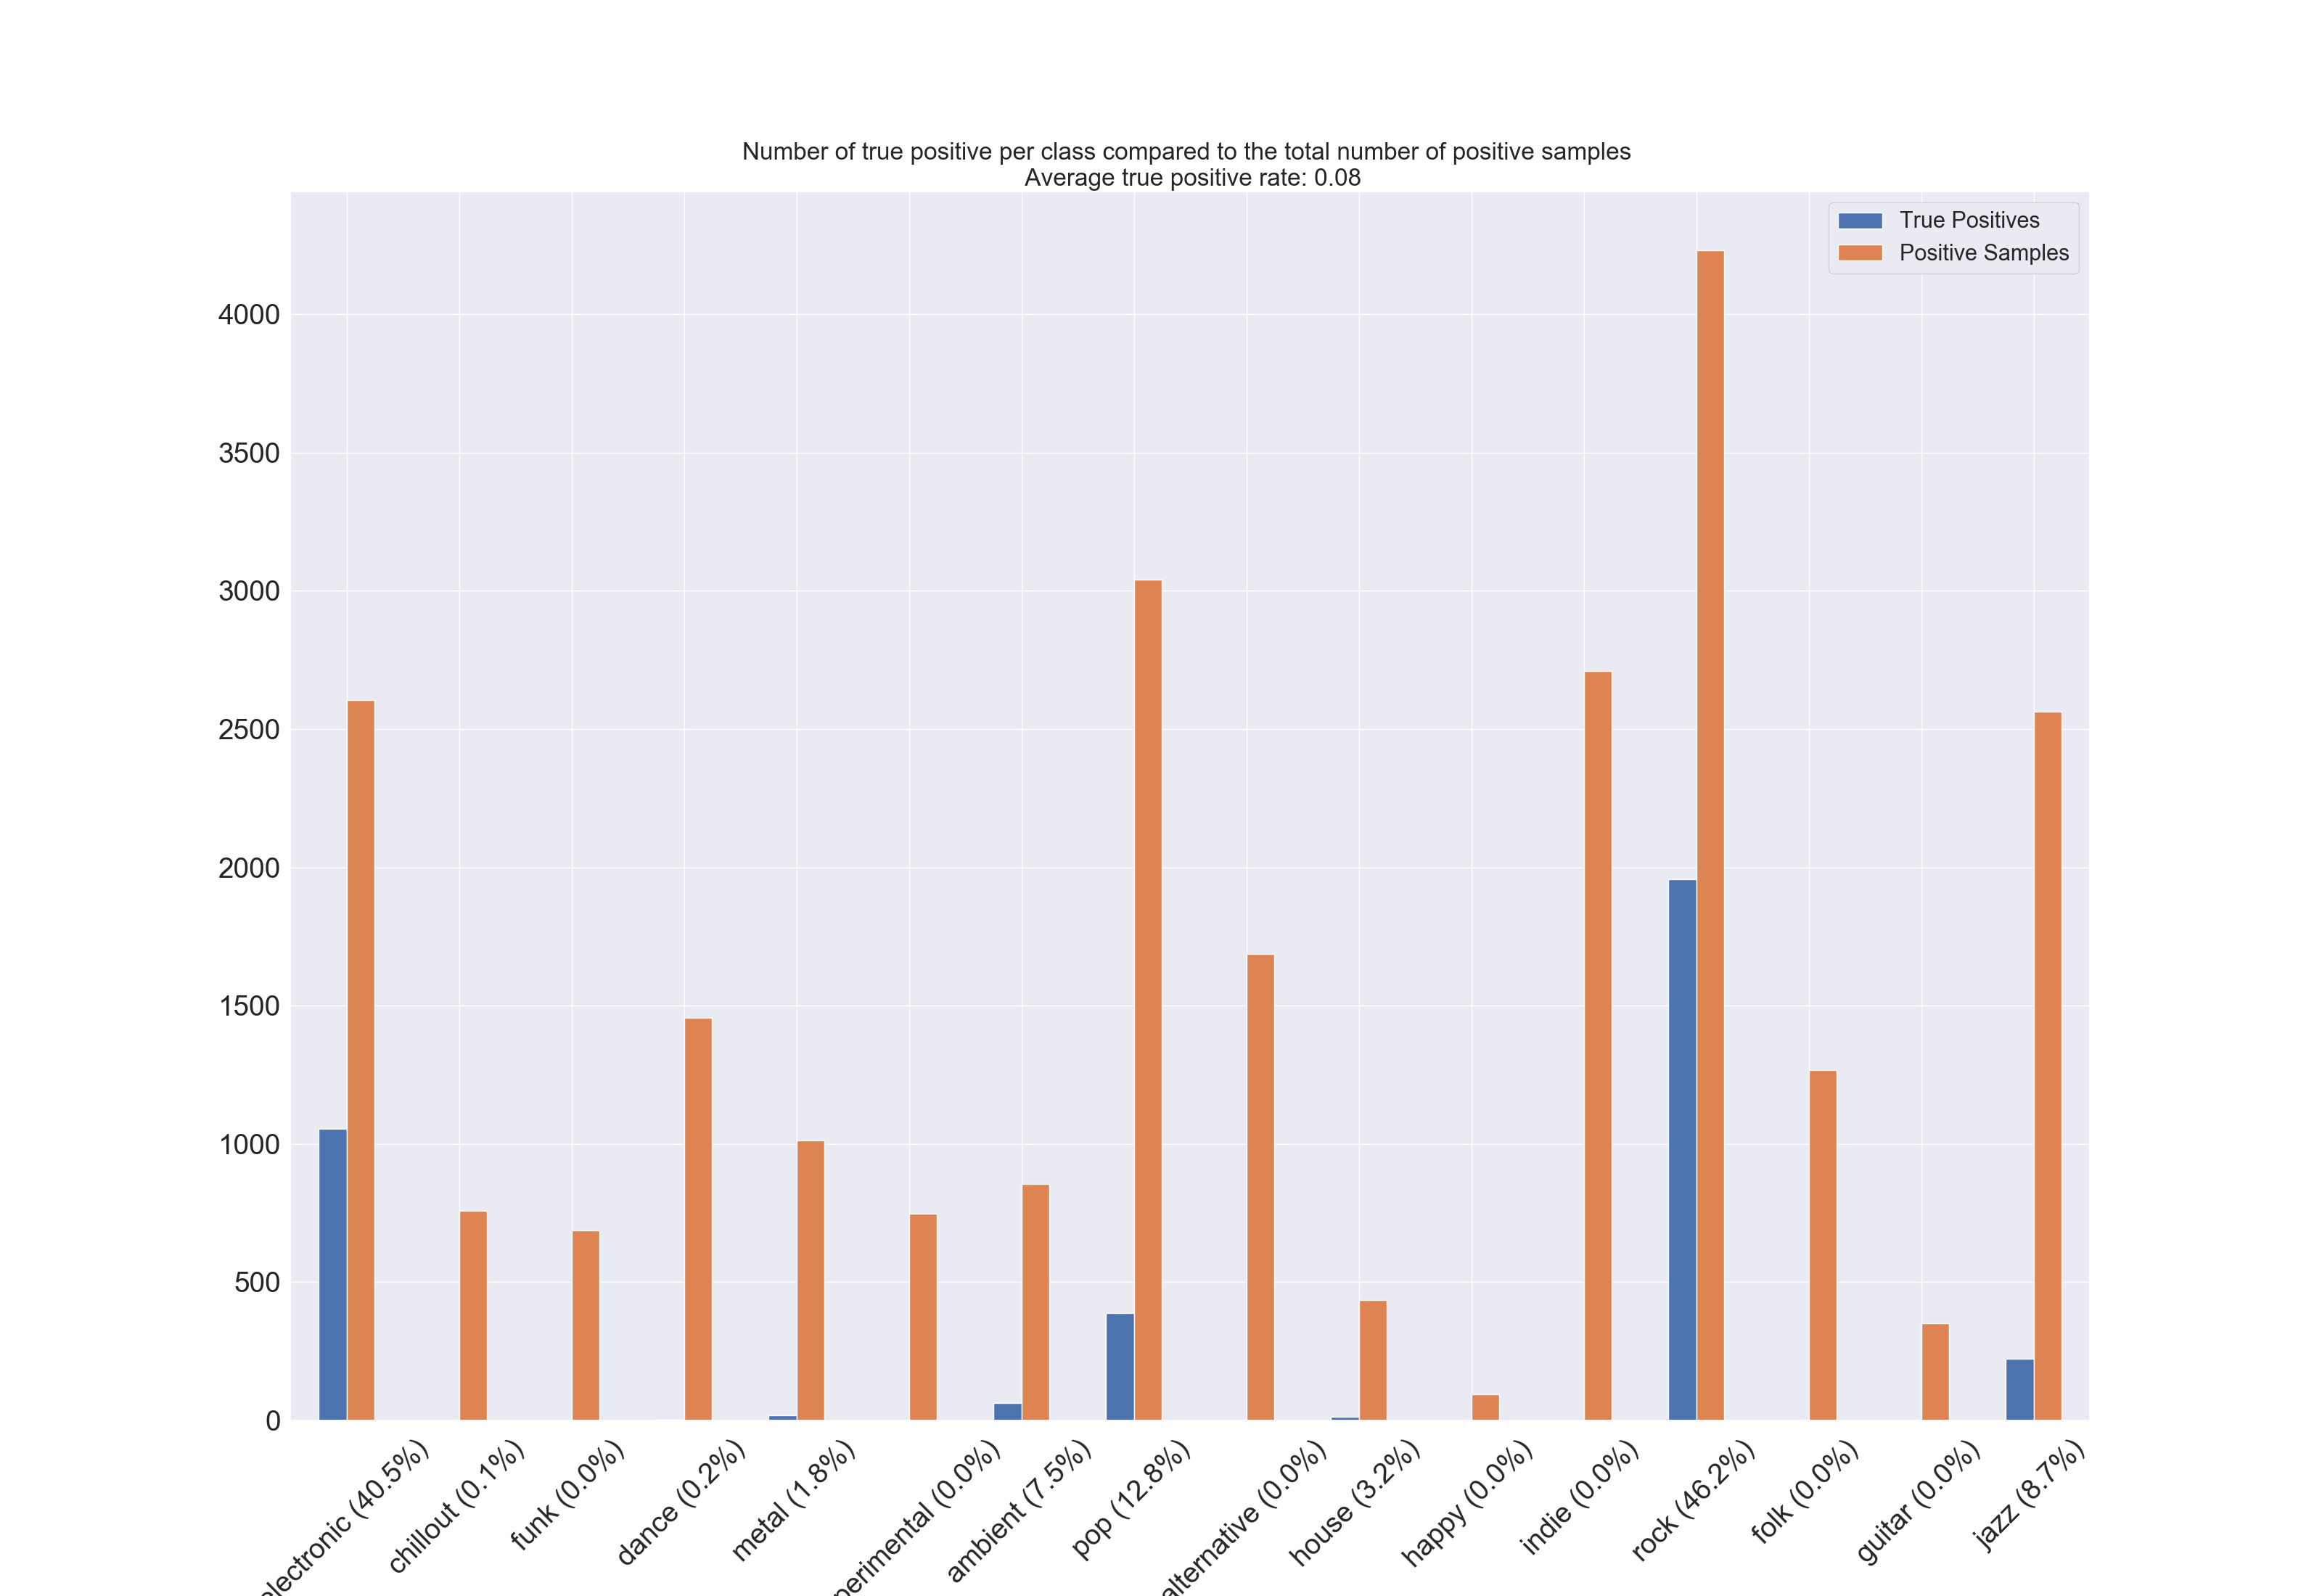 Number of true positive per class compared to the total number of positive samples
Average true positive rate: 0.08
True Positives
Positive Samples
4000
3500
3000
2500
2000
1500
1000
500
0
electronic (40.5%)
chillout (0.1%)
funk (0.0%)
dance (0.2%)
metal (1.8%)
perimental (0.0%)
ambient (7.5%)
pop (12.8%)
alternative (0.0%)
house (3.2%)
happy (0.0%)
indie (0.0%)
rock (46.2%)
folk (0.0%)
guitar (0.0%)
jazz (8.7%)